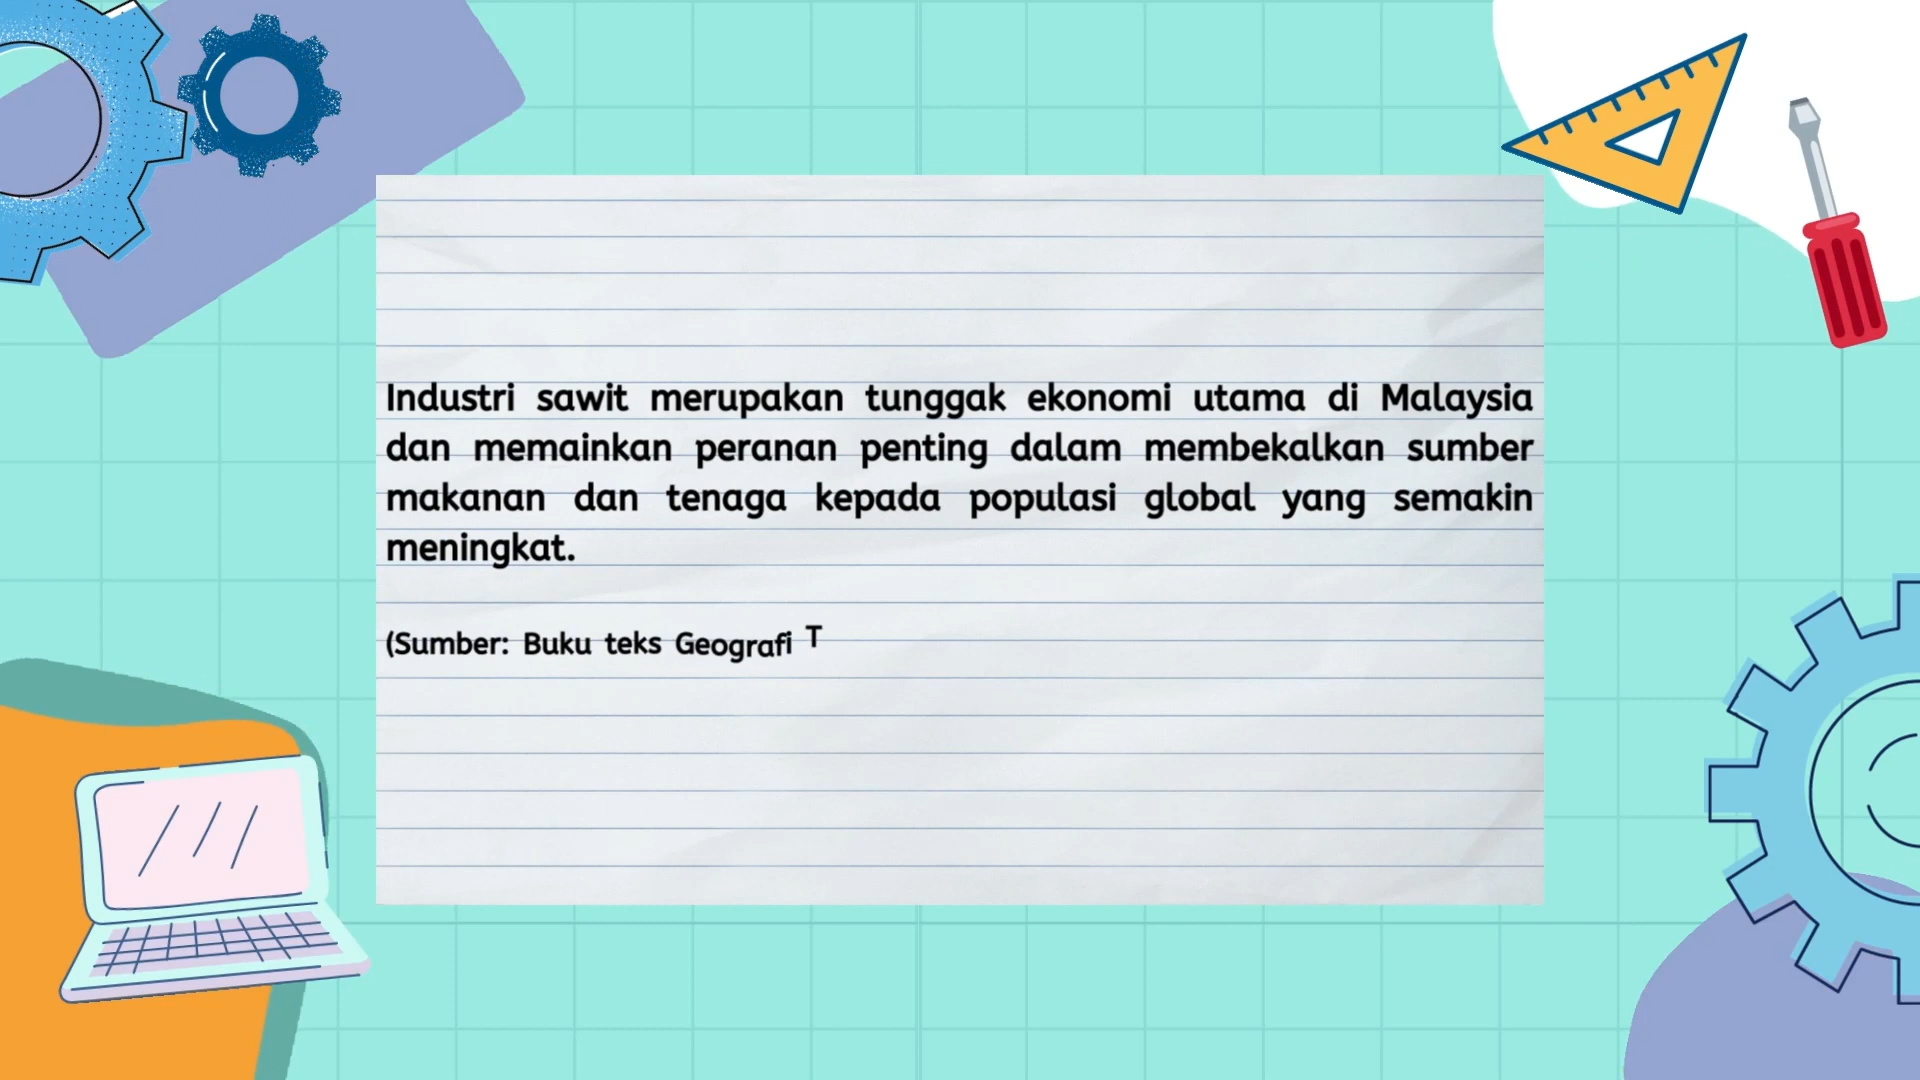 Industri sawit merupakan tunggak ekonomi utama di Malaysia
dan memainkan peranan penting dalam membekalkan sumber
makanan dan tenaga kepada populasi global yang semakin
meningkat.
(Sumber: Buku teks Geografi T